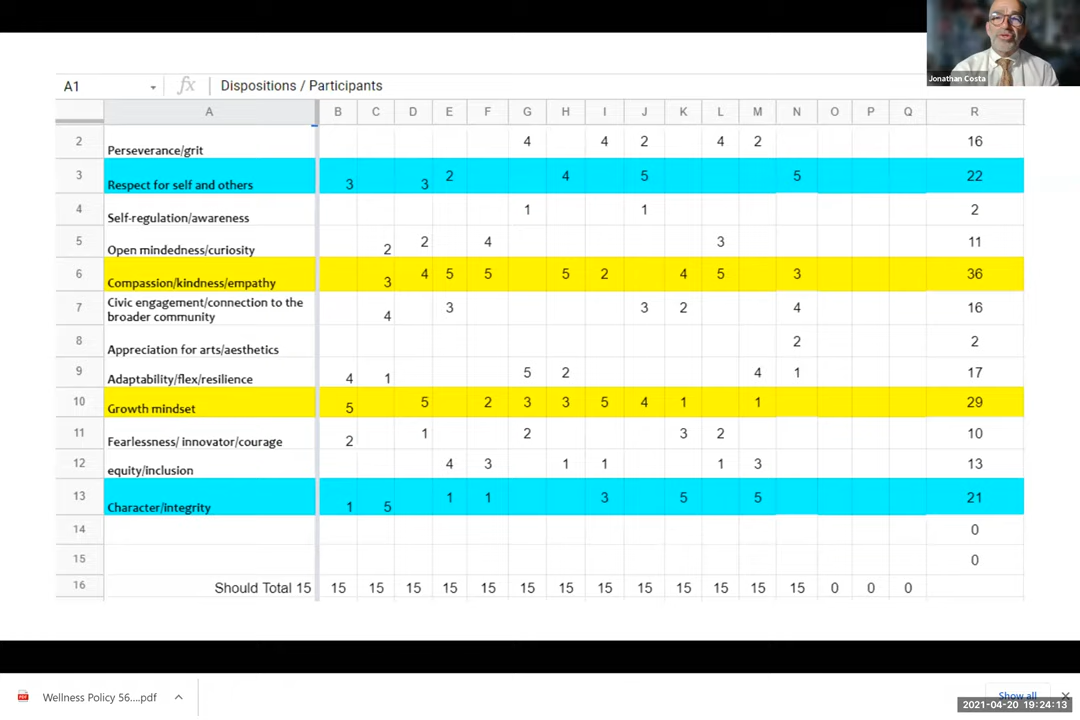 Jonathan Costa
A1 fx Dispositions / Participants
A B C D E F G H I J K L M N O P Q R
2 Perseverance/grit 4 4 2 4 2 16
3 Respect for self and others 3 3 2 4 5 5 22
4 Self-regulation/awareness 1 1 2
5 Open mindedness/curiosity 2 2 4 3 11
6 Compassion/kindness/empathy 3 4 5 5 5 2 4 5 3 36
7 Civic engagement/connection to the
broader community 4 3 3 2 4 16
8 Appreciation for arts/aesthetics 2 2
9 Adaptability/flex/resilience 4 1 5 2 4 1 17
10 Growth mindset 5 5 2 3 3 5 4 1 1 29
11 Fearlessness/ innovator/courage 2 1 2 3 2 10
12 equity/inclusion 4 3 1 1 1 3 13
13 Character/integrity 1 5 1 1 3 5 5 21
14 0
15 0
16 Should Total 15 15 15 15 15 15 15 15 15 15 15 15 15 15 0 0 0
Wellness Policy 56....pdf
Show all
2021-04-20 19:24:13